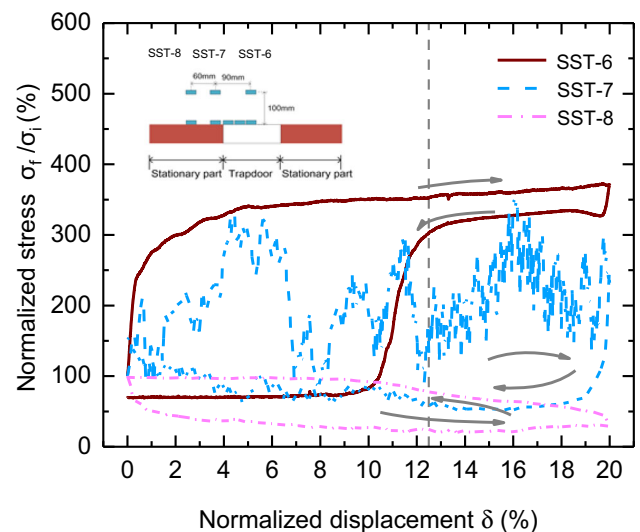 600
500
400
300
200
100
0
Normalized stress σf/σi (%)
SST-8 SST-7 SST-6
60mm 90mm
100mm
Stationary part Trapdoor Stationary part
SST-6
SST-7
SST-8
0 2 4 6 8 10 12 14 16 18 20
Normalized displacement δ (%)